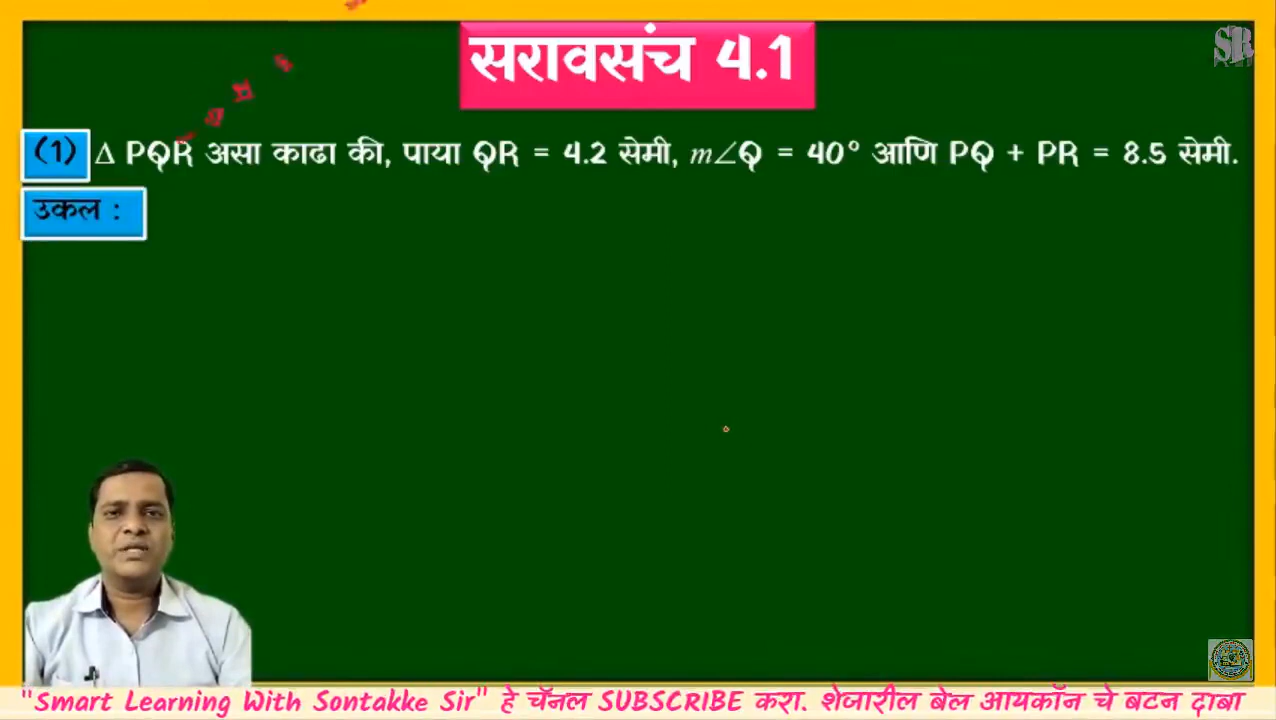 सरावसंच 4.1
SR
(1) Δ PQR असा काढा की, पाया QR = 4.2 सेमी, m∠Q = 40° आणि PQ + PR = 8.5 सेमी.
उकल :
"Smart Learning With Sontakke Sir" हे चॅनल SUBSCRIBE करा. शेजारील बेल आयकॉन चे बटन दाबा